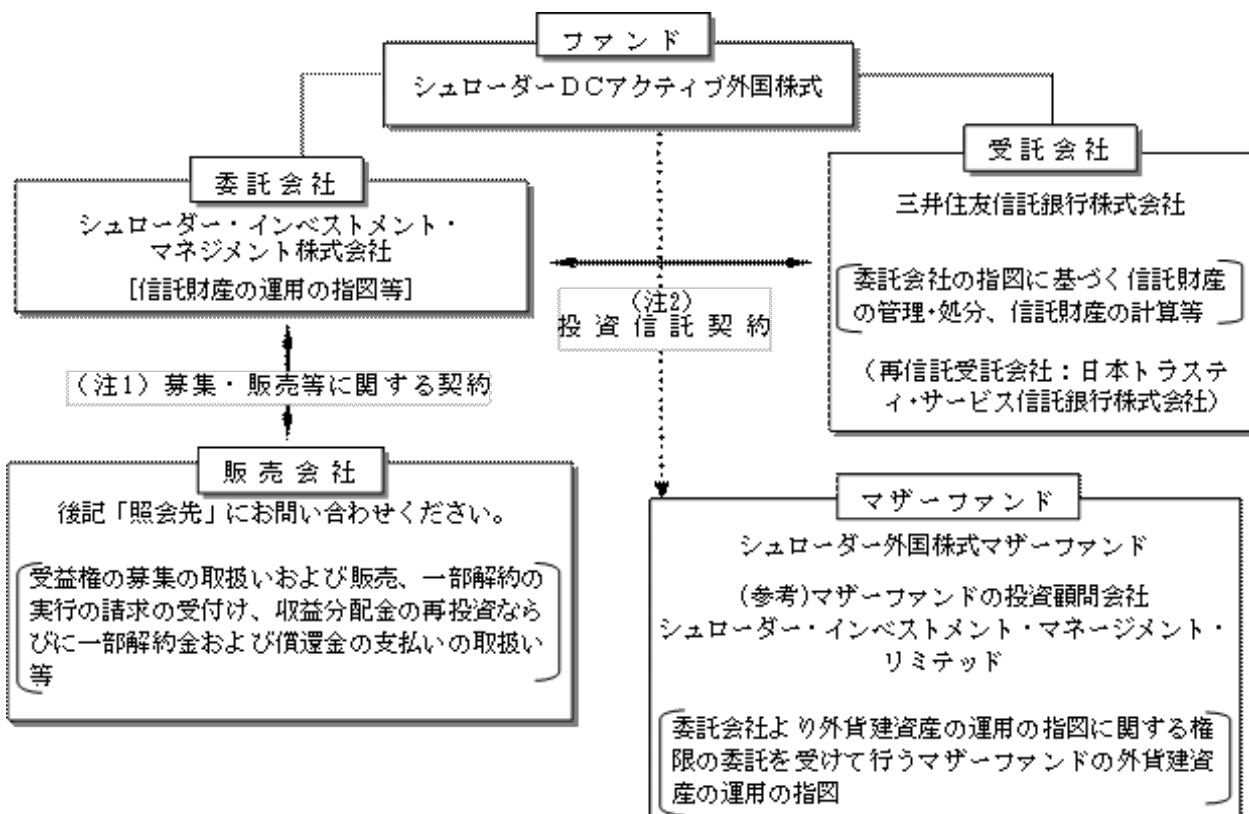 ファンド
シュローダーDCアクティブ外国株式
委託会社
シュローダー・インベストメント・
マネジメント株式会社
[信託財産の運用の指図等]
受託会社
三井住友信託銀行株式会社
委託会社の指図に基づく信託財産
の管理・処分、信託財産の計算等
(再信託受託会社：日本トラステ
ィ・サービス信託銀行株式会社)
(注2)
投資信託契約
(注1)募集・販売等に関する契約
販売会社
後記「照会先」にお問い合わせください。
受益権の募集の取扱いおよび販売、一部解約の
実行の請求の受付け、収益分配金の再投資なら
びに一部解約金および償還金の支払いの取扱い
等
マザーファンド
シュローダー外国株式マザーファンド
(参考)マザーファンドの投資顧問会社
シュローダー・インベストメント・マネージメント・
リミテッド
委託会社より外貨建資産の運用の指図に関する権
限の委託を受けて行うマザーファンドの外貨建資
産の運用の指図